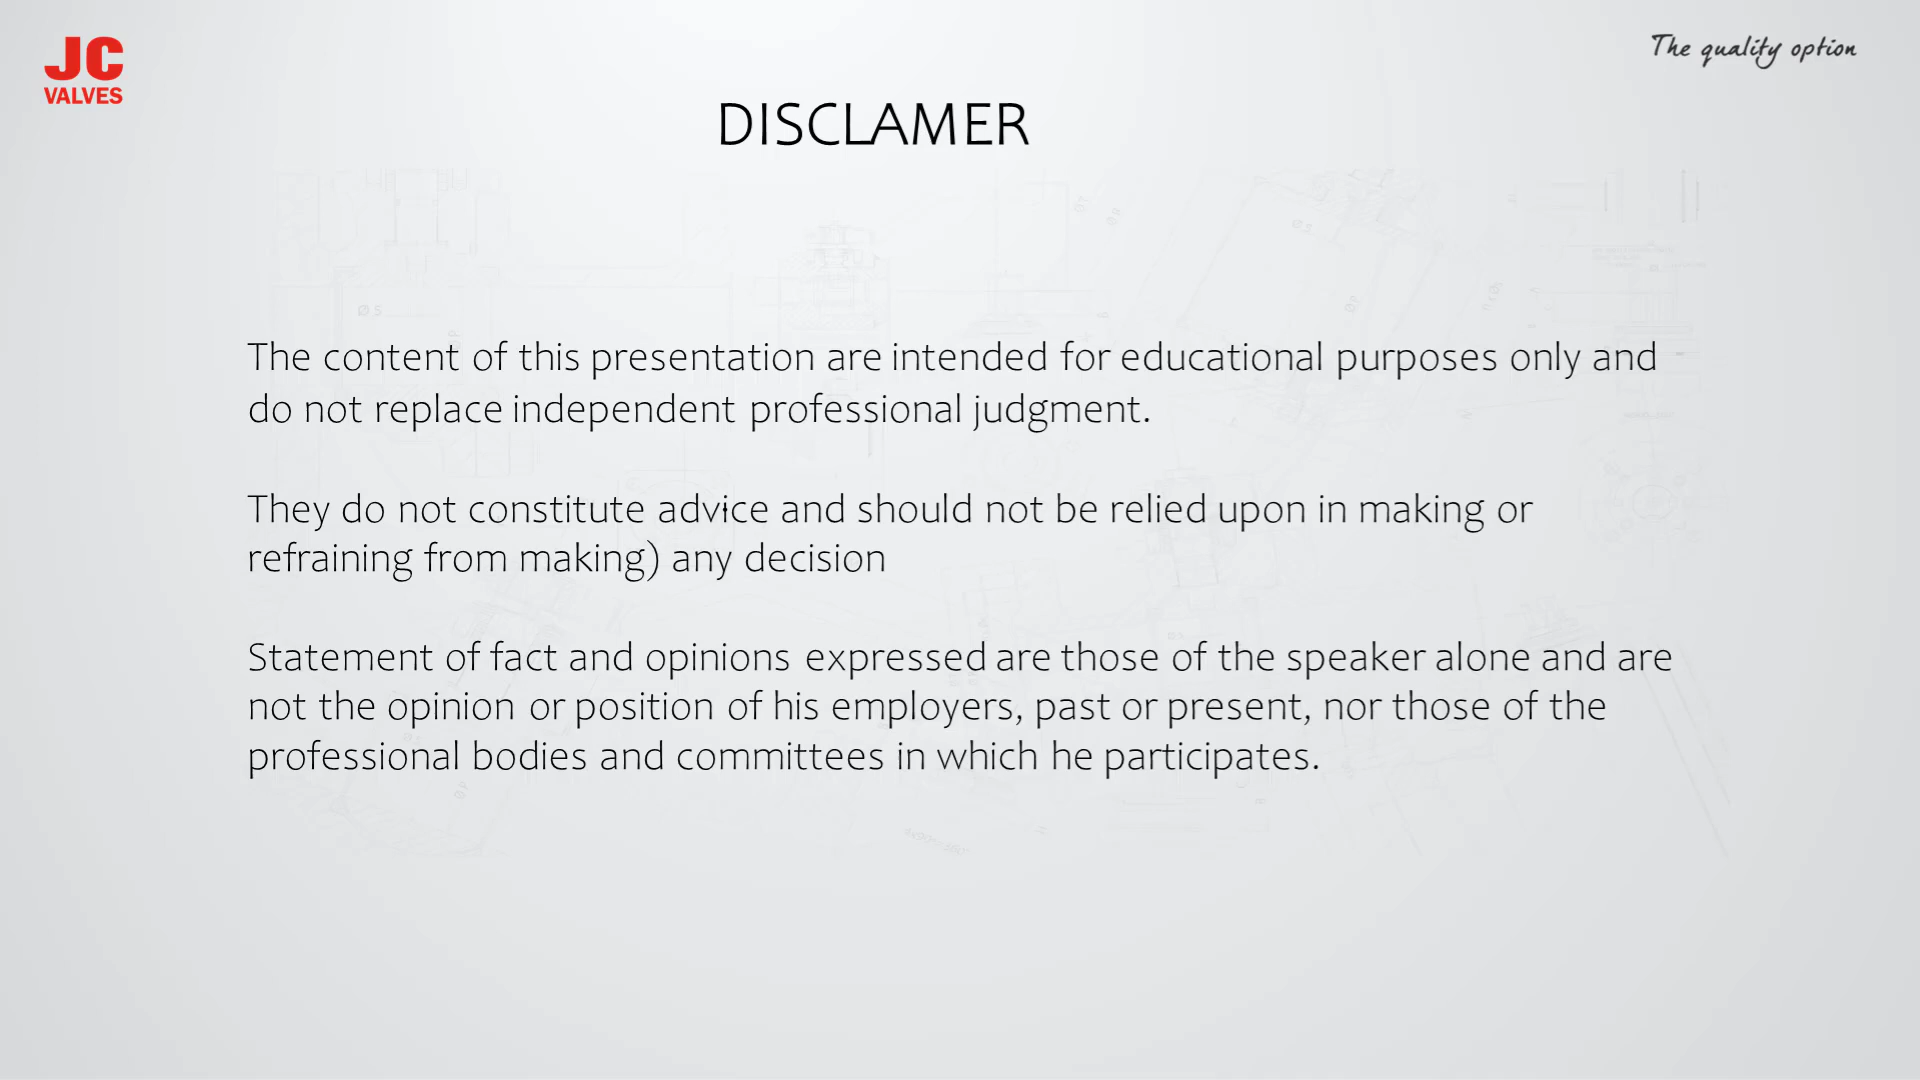 JC
VALVES
The quality option
DISCLAMER
The content of this presentation are intended for educational purposes only and
do not replace independent professional judgment.
They do not constitute advice and should not be relied upon in making or
refraining from making) any decision
Statement of fact and opinions expressed are those of the speaker alone and are
not the opinion or position of his employers, past or present, nor those of the
professional bodies and committees in which he participates.